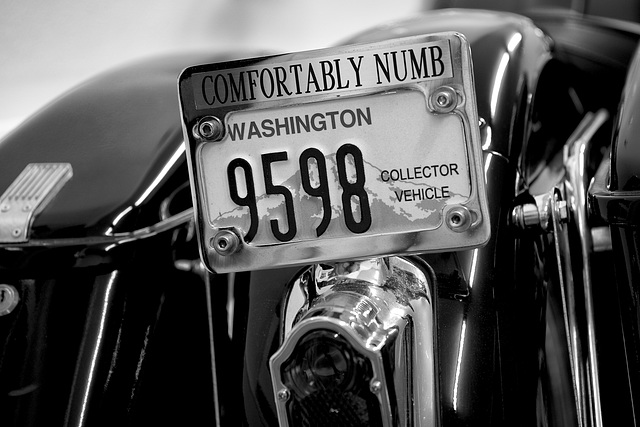 COMFORTABLY NUMB
WASHINGTON
9598
COLLECTOR
VEHICLE